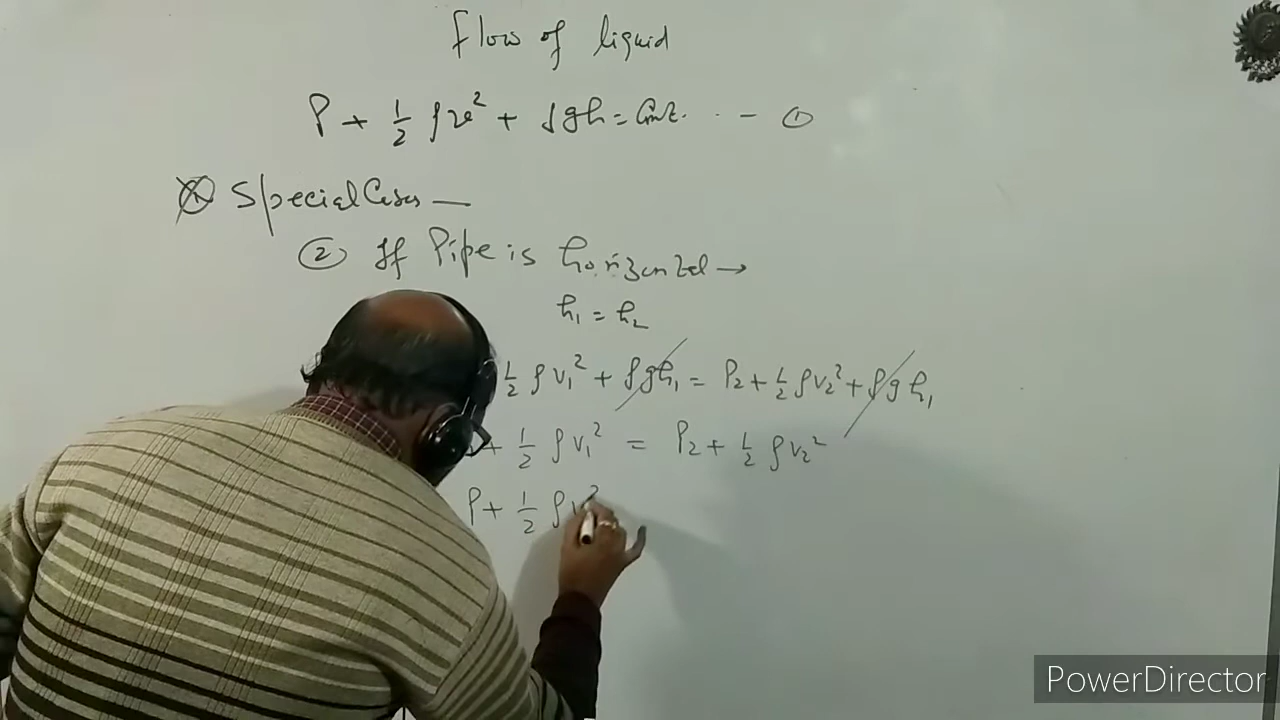 Flow of liquid
P + 1/2 ρv² + ρgh = Const. - - ①
Special Cases —
② If Pipe is horizontal →
h₁ = h₂
1/2 ρv₁² + ρgh₁ = P₂ + 1/2 ρv₂² + ρgh₁
+ 1/2 ρv₁² = P₂ + 1/2 ρv₂²
P + 1/2 ρv²
PowerDirector